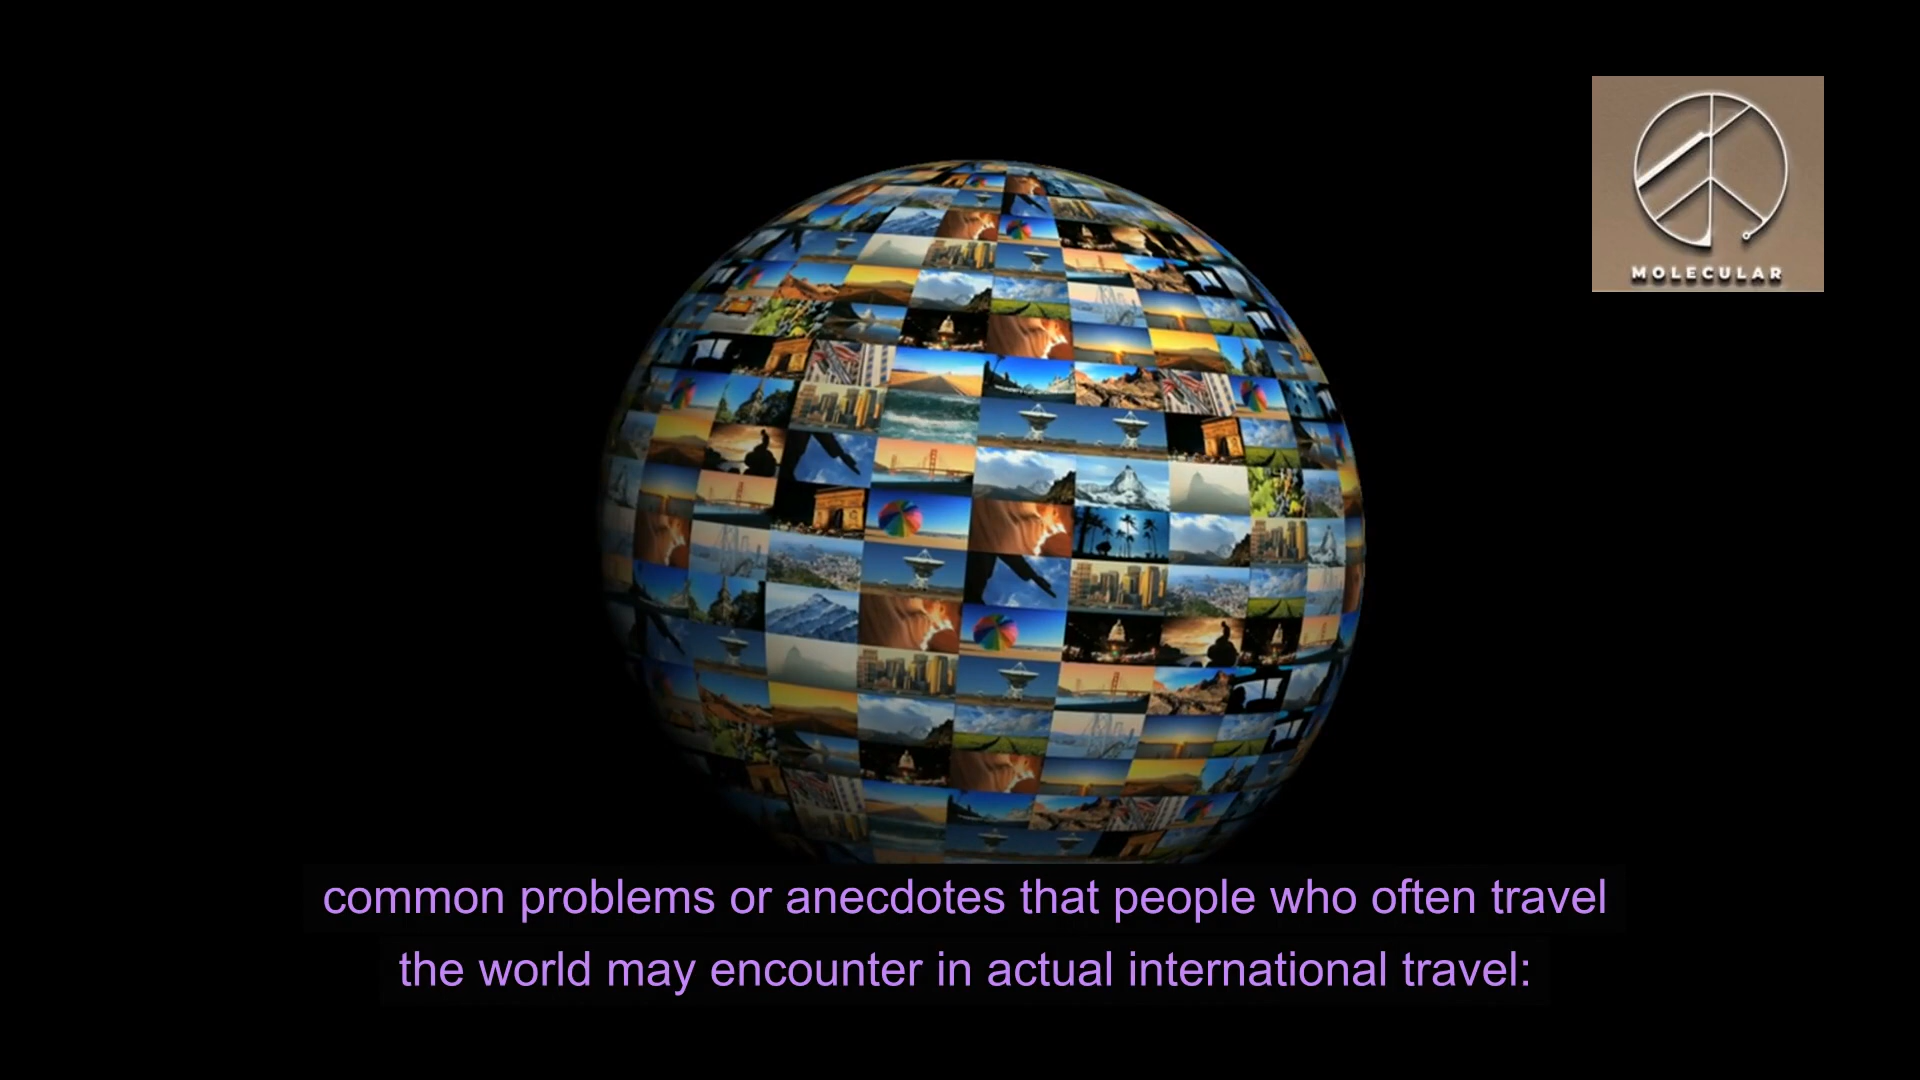 MOLECULAR
common problems or anecdotes that people who often travel
the world may encounter in actual international travel: